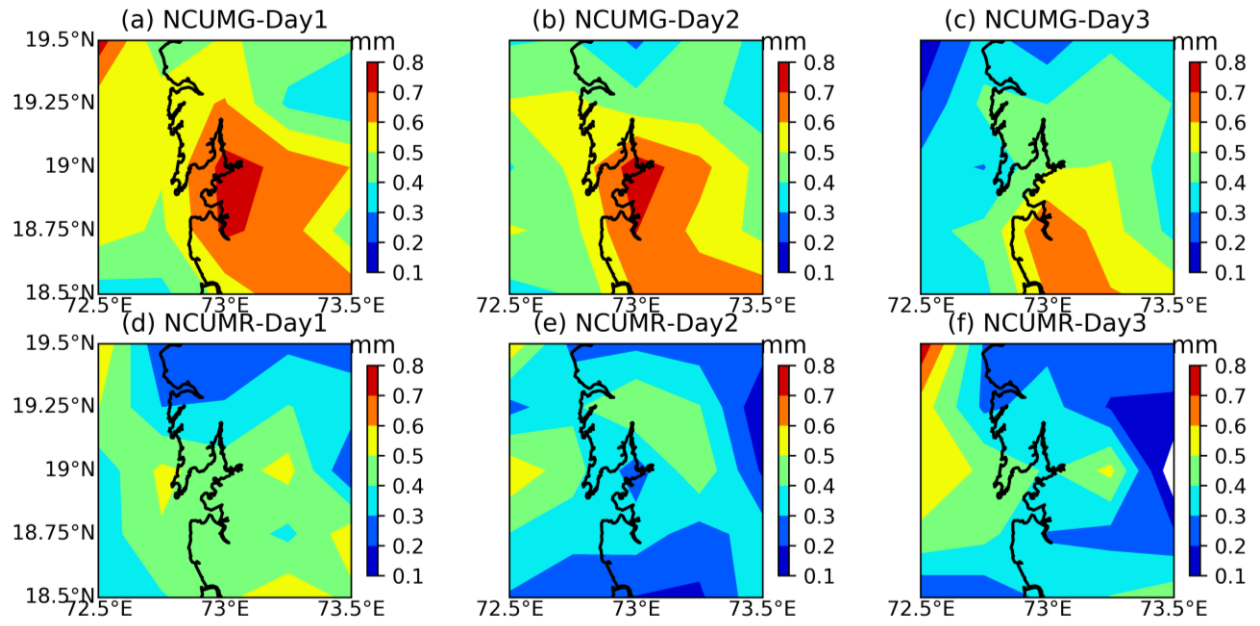 (a) NCUMG-Day1 (b) NCUMG-Day2 (c) NCUMG-Day3
19.5°N mm mm mm
0.8 0.8 0.8
0.7 0.7 0.7
19.25°N
0.6 0.6 0.6
0.5 0.5 0.5
19°N
0.4 0.4 0.4
18.75°N 0.3 0.3 0.3
0.2 0.2 0.2
0.1 0.1 0.1
18.5°N
72.5°E 73°E 73.5°E 72.5°E 73°E 73.5°E 72.5°E 73°E 73.5°E
(d) NCUMR-Day1 (e) NCUMR-Day2 (f) NCUMR-Day3
19.5°N mm mm mm
0.8 0.8 0.8
0.7 0.7 0.7
19.25°N
0.6 0.6 0.6
0.5 0.5 0.5
19°N
0.4 0.4 0.4
18.75°N 0.3 0.3 0.3
0.2 0.2 0.2
0.1 0.1 0.1
18.5°N
72.5°E 73°E 73.5°E 72.5°E 73°E 73.5°E 72.5°E 73°E 73.5°E